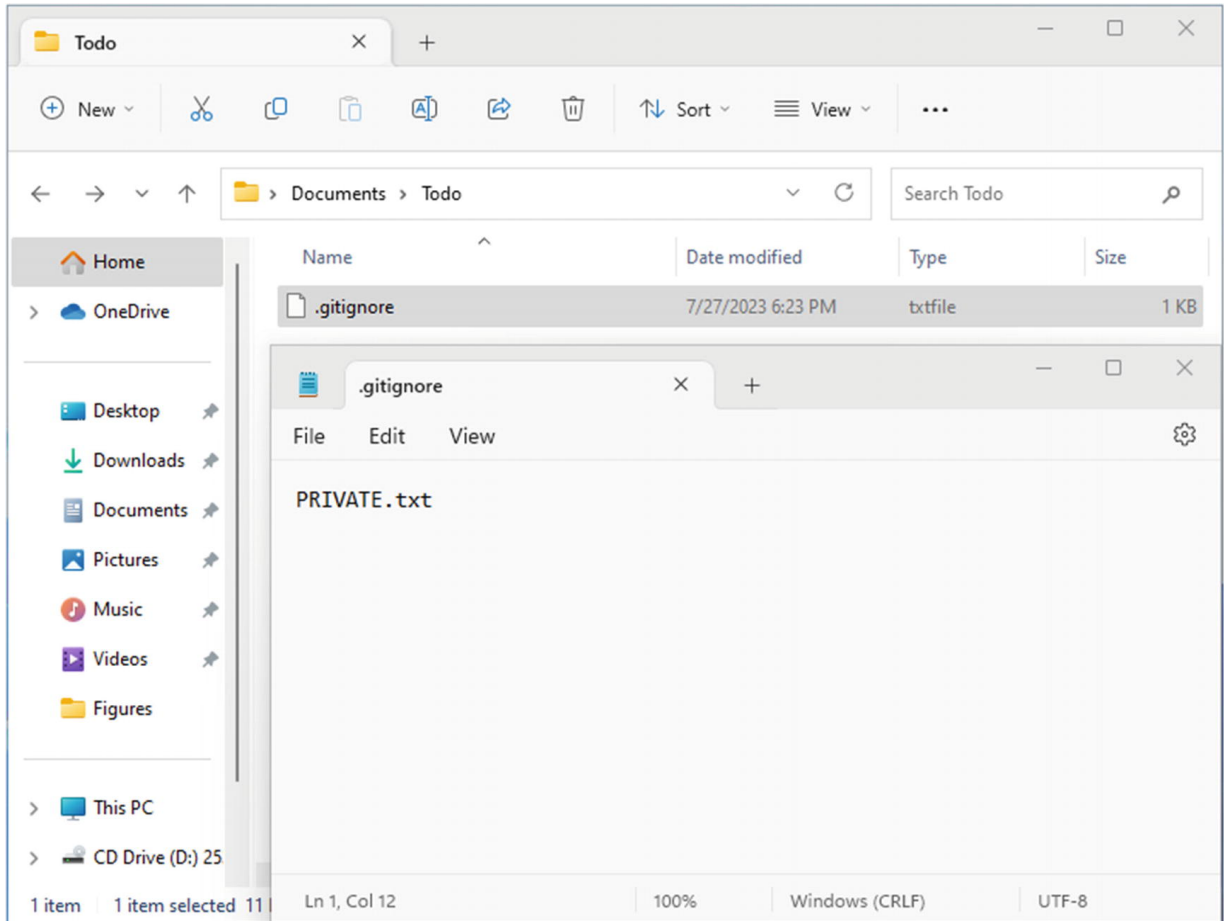 Todo
New
Sort
View
Documents > Todo
Search Todo
Home
OneDrive
Desktop
Downloads
Documents
Pictures
Music
Videos
Figures
This PC
CD Drive (D:) 25
Name
Date modified
Type
Size
.gitignore
7/27/2023 6:23 PM
txtfile
1 KB
.gitignore
File
Edit
View
PRIVATE.txt
Ln 1, Col 12
100%
Windows (CRLF)
UTF-8
1 item
1 item selected 11